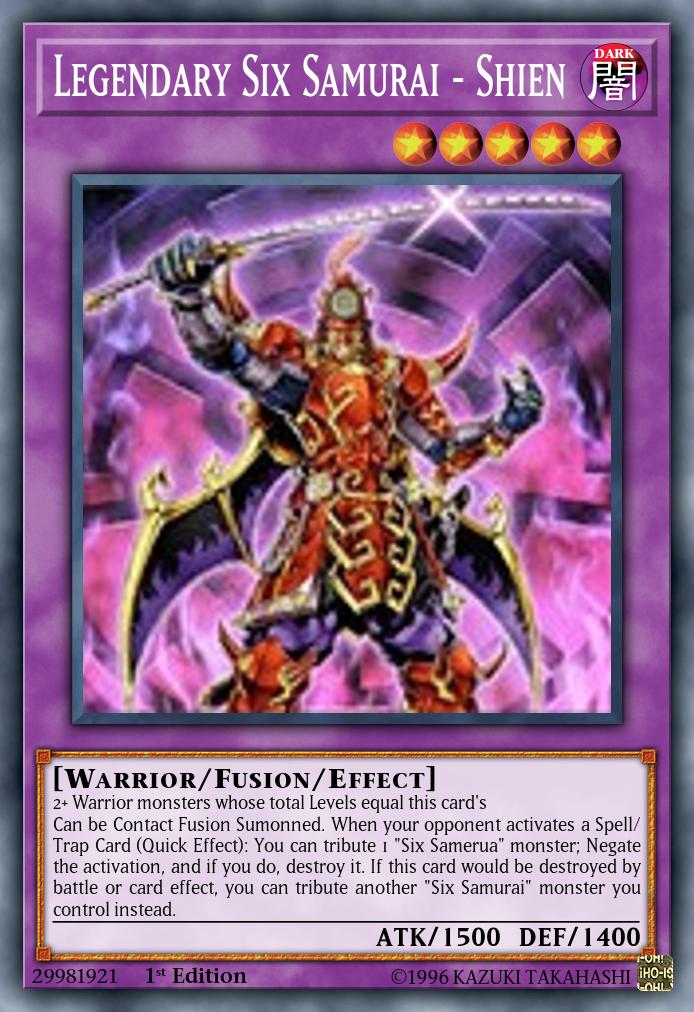 Legendary Six Samurai - Shien
DARK
闇
[Warrior/Fusion/Effect]
2+ Warrior monsters whose total Levels equal this card's
Can be Contact Fusion Sumonned. When your opponent activates a Spell/
Trap Card (Quick Effect): You can tribute 1 "Six Samerua" monster; Negate
the activation, and if you do, destroy it. If this card would be destroyed by
battle or card effect, you can tribute another "Six Samurai" monster you
control instead.
ATK/1500 DEF/1400
29981921 1st Edition ©1996 KAZUKI TAKAHASHI